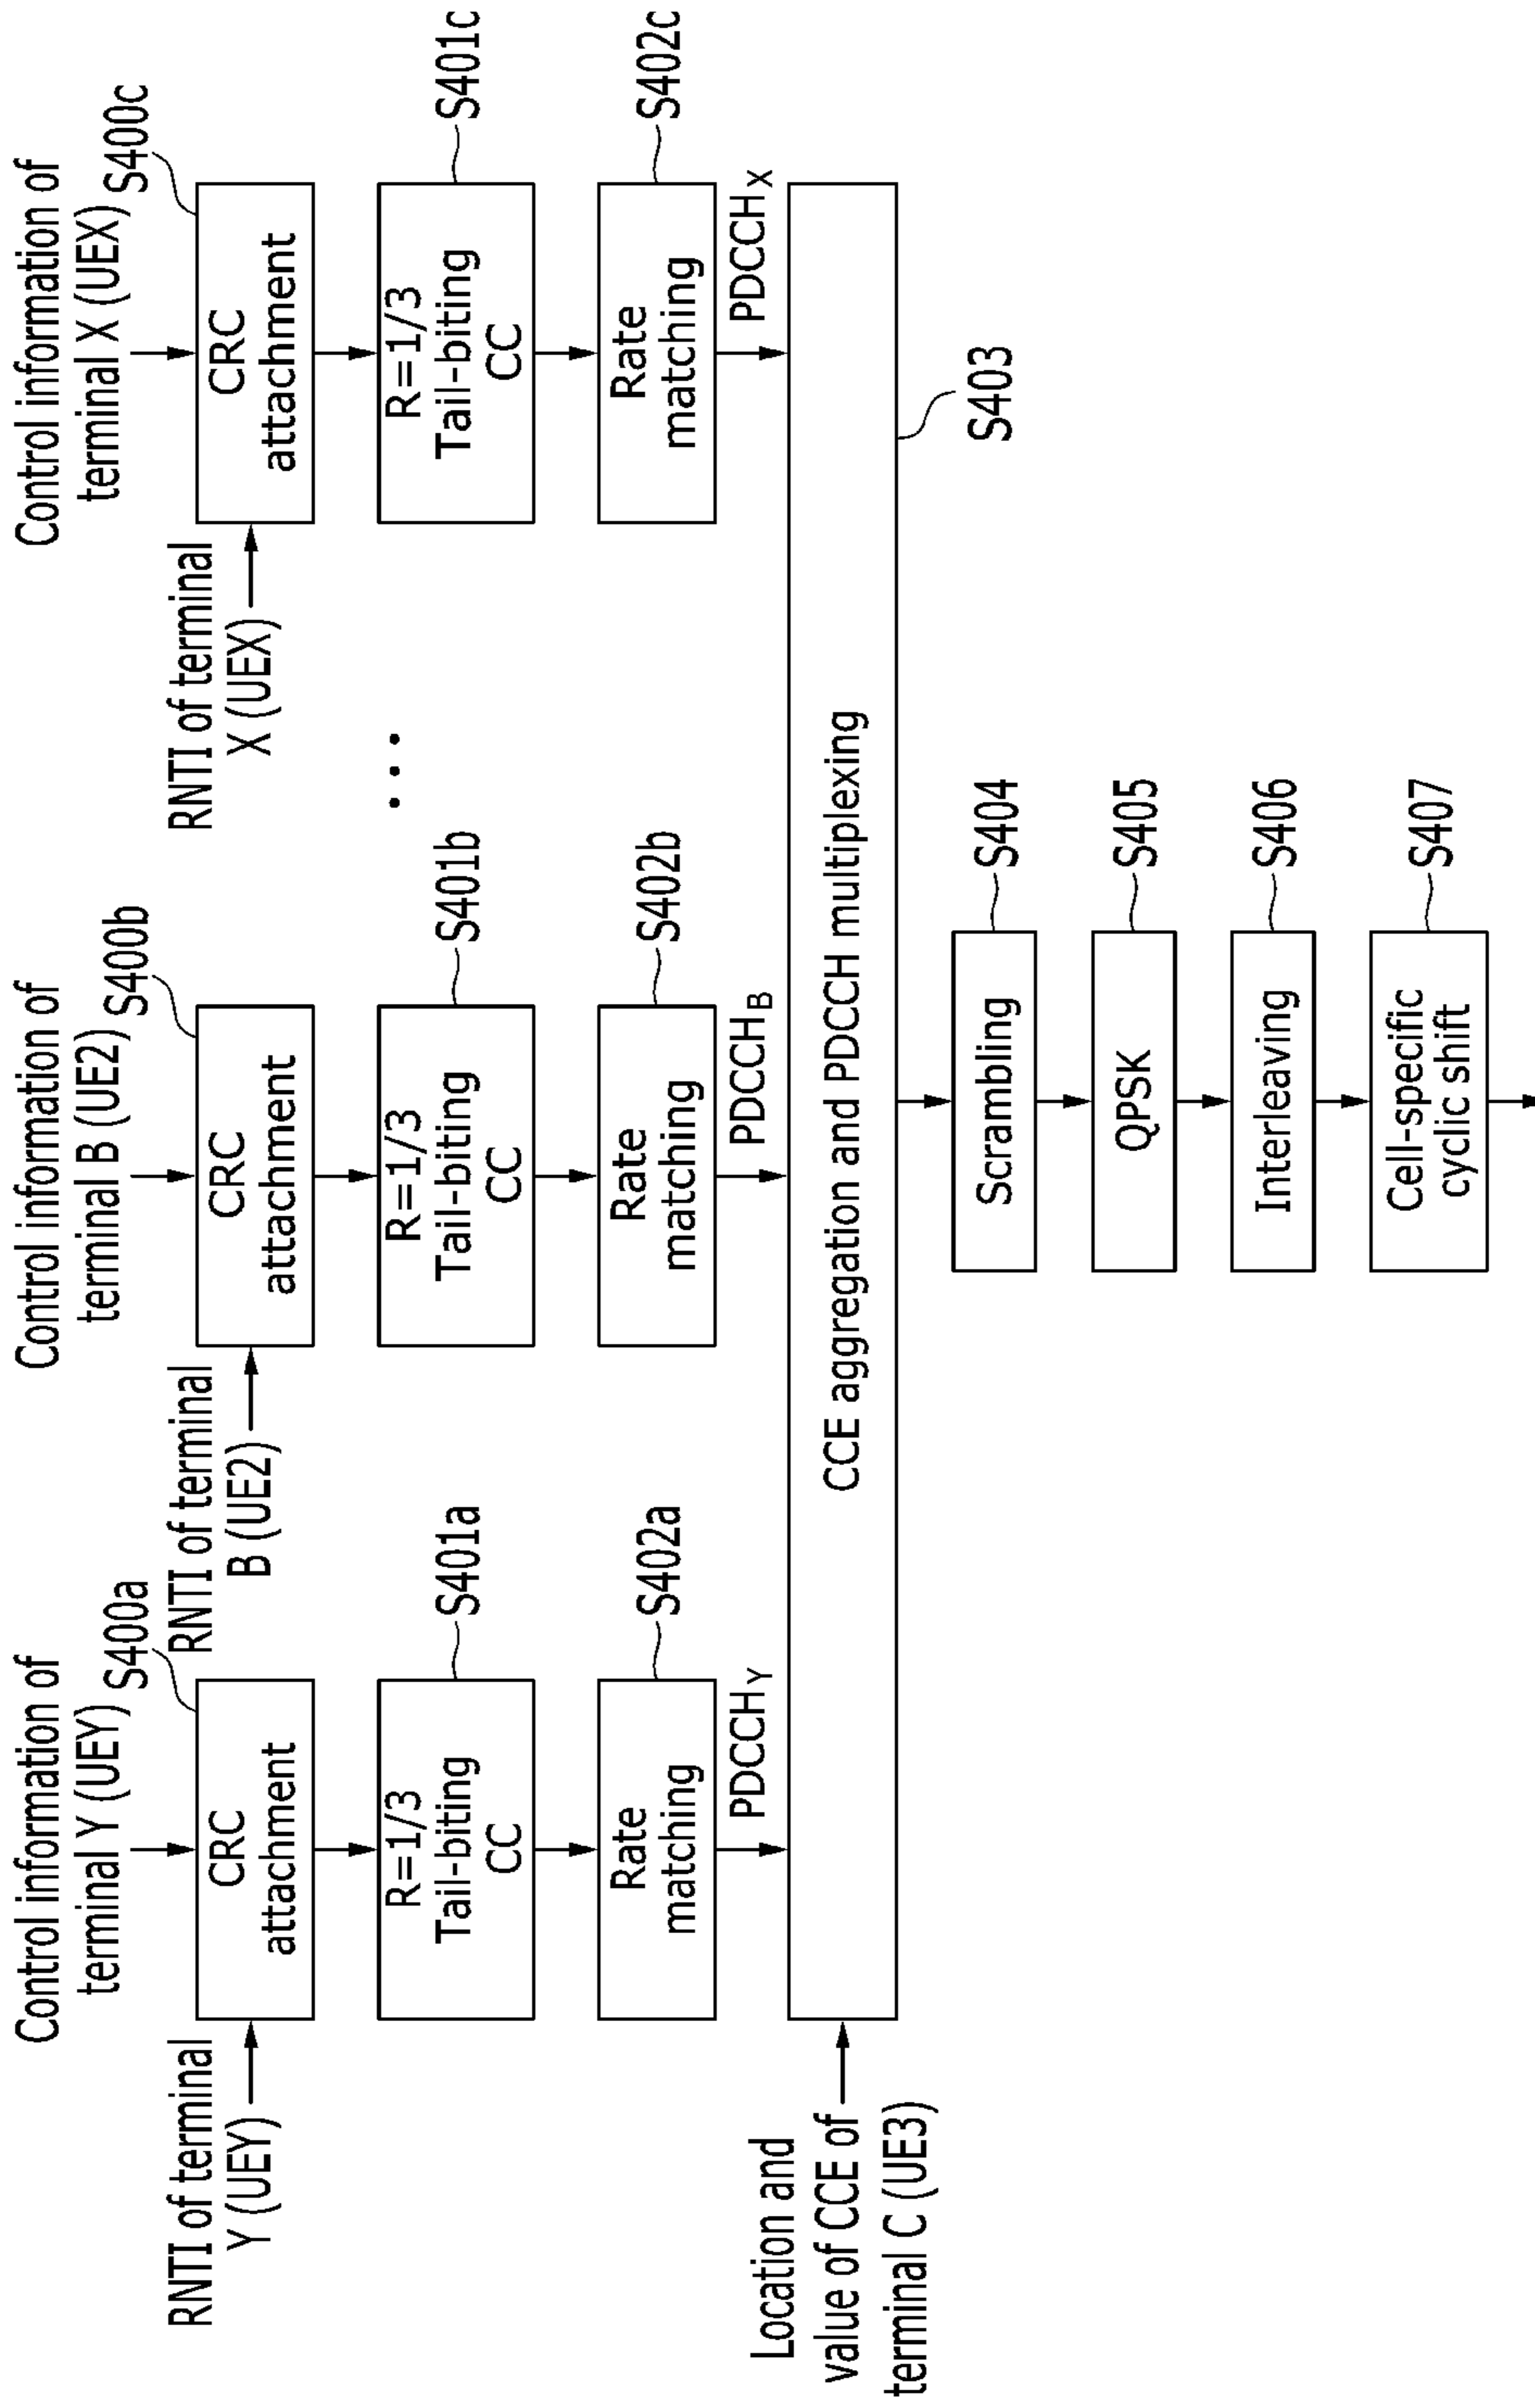 Control information of
terminal Y (UEY)
S400a
RNTI of terminal
Y (UEY)
CRC
attachment
R=1/3
Tail-biting
CC
S401a
Rate
matching
S402a
PDCCH Y
Control information of
terminal B (UE2)
S400b
RNTI of terminal
B (UE2)
CRC
attachment
R=1/3
Tail-biting
CC
S401b
Rate
matching
S402b
PDCCH B
...
Control information of
terminal X (UEX)
S400c
RNTI of terminal
X (UEX)
CRC
attachment
R=1/3
Tail-biting
CC
S401c
Rate
matching
S402c
PDCCH X
Location and
value of CCE of
terminal C (UE3)
CCE aggregation and PDCCH multiplexing
S403
Scrambling
S404
QPSK
S405
Interleaving
S406
Cell-specific
cyclic shift
S407